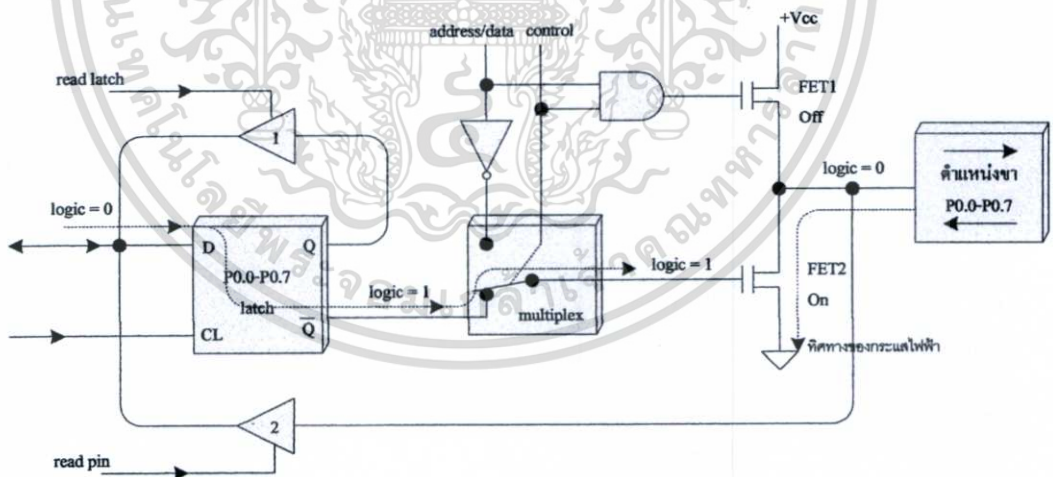 address/data control
+Vcc
read latch
FET1
Off
1
logic = 0
ตำแหน่งขา
P0.0-P0.7
logic = 0
D
Q
P0.0-P0.7
latch
logic = 1
logic = 1
FET2
On
multiplex
CL
Q̅
ทิศทางของกระแสไฟฟ้า
2
read pin